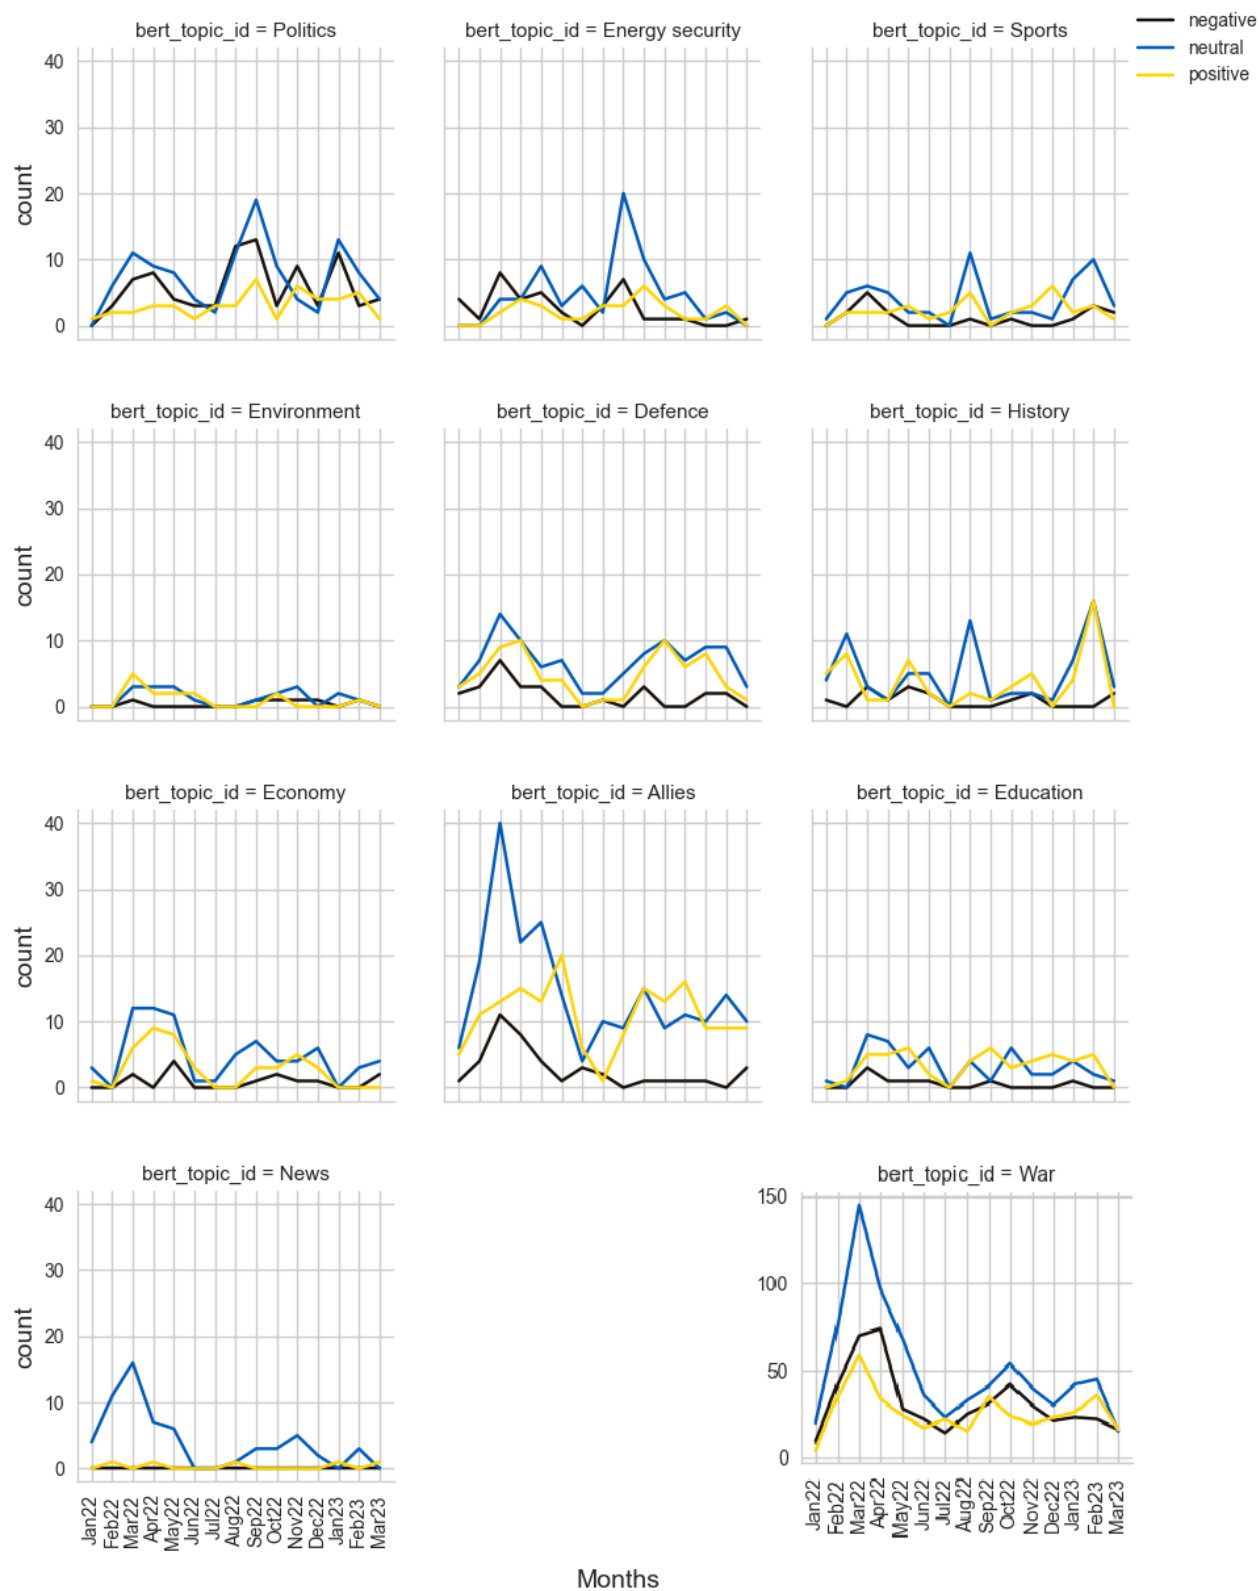 negative
neutral
positive
bert_topic_id = Politics
bert_topic_id = Energy security
bert_topic_id = Sports
40
30
20
10
0
count
bert_topic_id = Environment
bert_topic_id = Defence
bert_topic_id = History
40
30
20
10
0
count
bert_topic_id = Economy
bert_topic_id = Allies
bert_topic_id = Education
40
30
20
10
0
count
bert_topic_id = News
40
30
20
10
0
count
Jan22
Feb22
Mar22
Apr22
May22
Jun22
Jul22
Aug22
Sep22
Oct22
Nov22
Dec22
Jan23
Feb23
Mar23
bert_topic_id = War
150
100
50
0
Jan22
Feb22
Mar22
Apr22
May22
Jun22
Jul22
Aug22
Sep22
Oct22
Nov22
Dec22
Jan23
Feb23
Mar23
Months